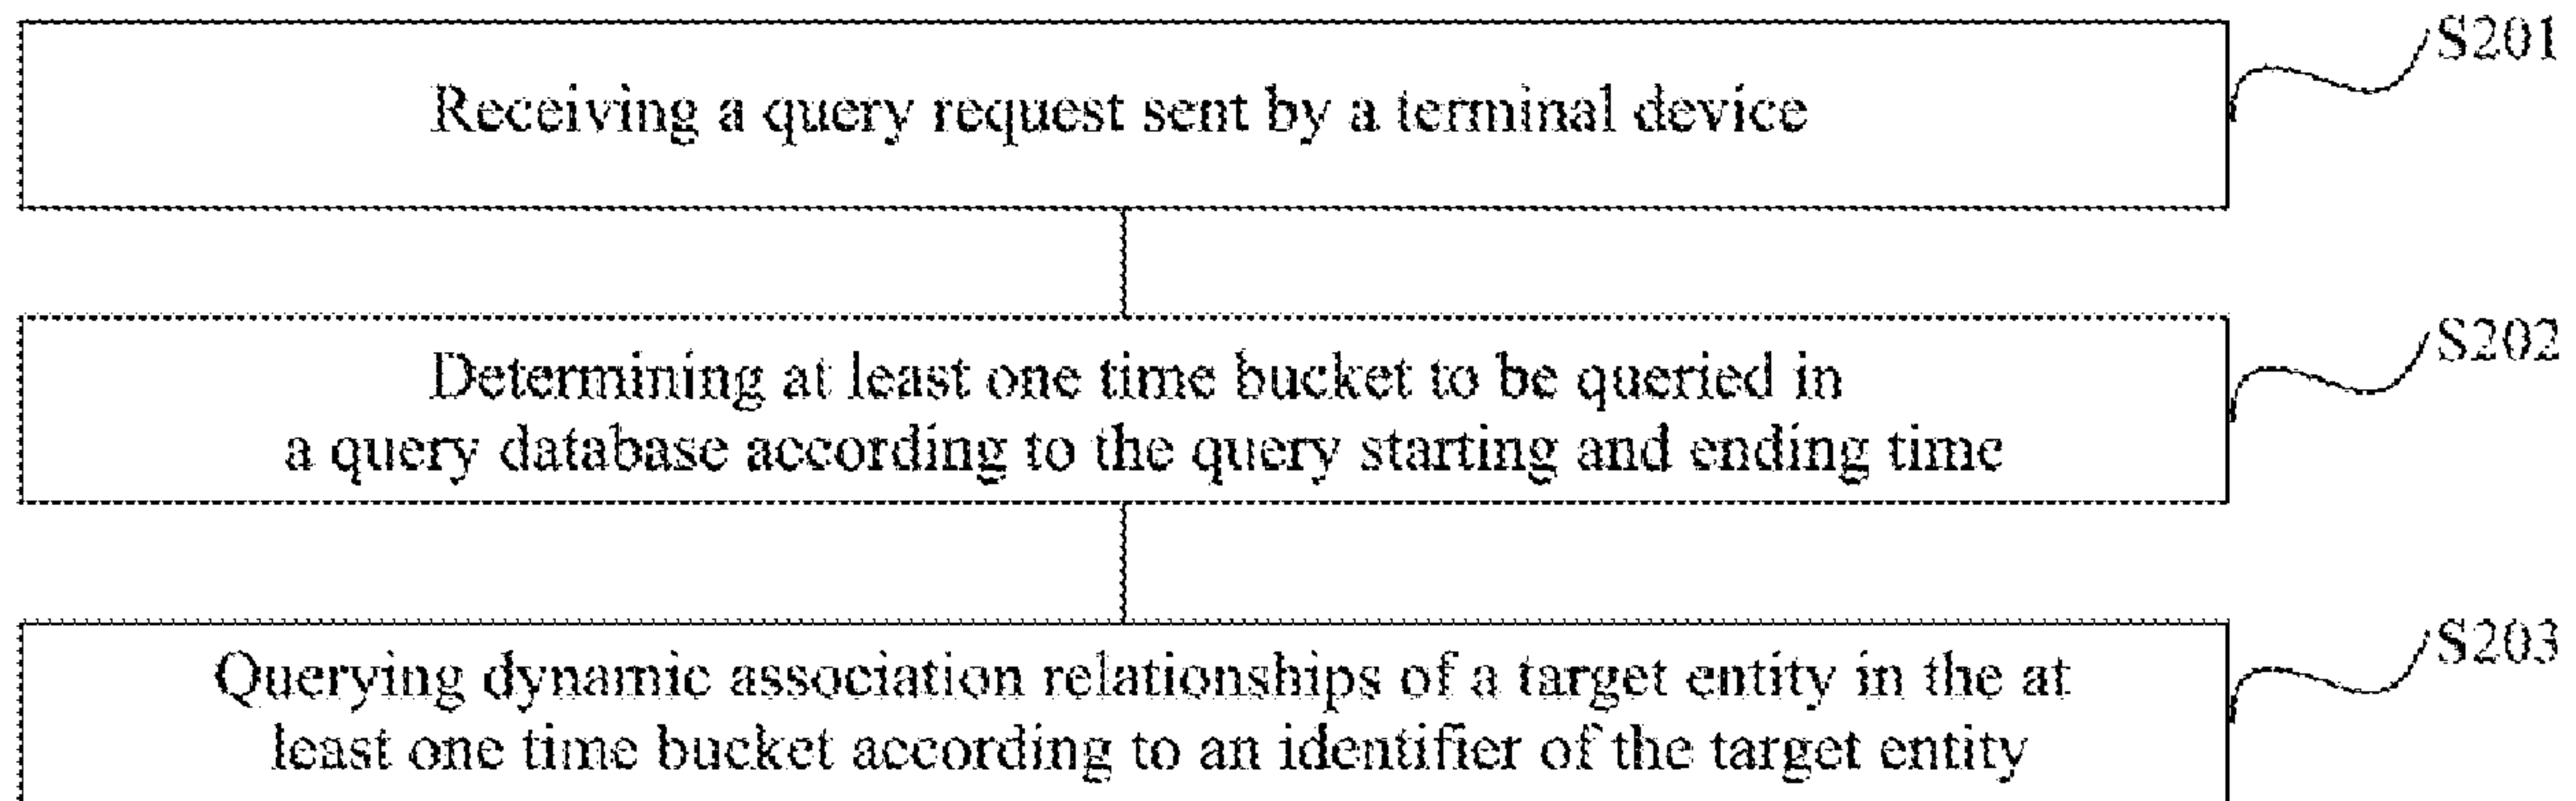 S201
Receiving a query request sent by a terminal device
S202
Determining at least one time bucket to be queried in
a query database according to the query starting and ending time
S203
Querying dynamic association relationships of a target entity in the at
least one time bucket according to an identifier of the target entity